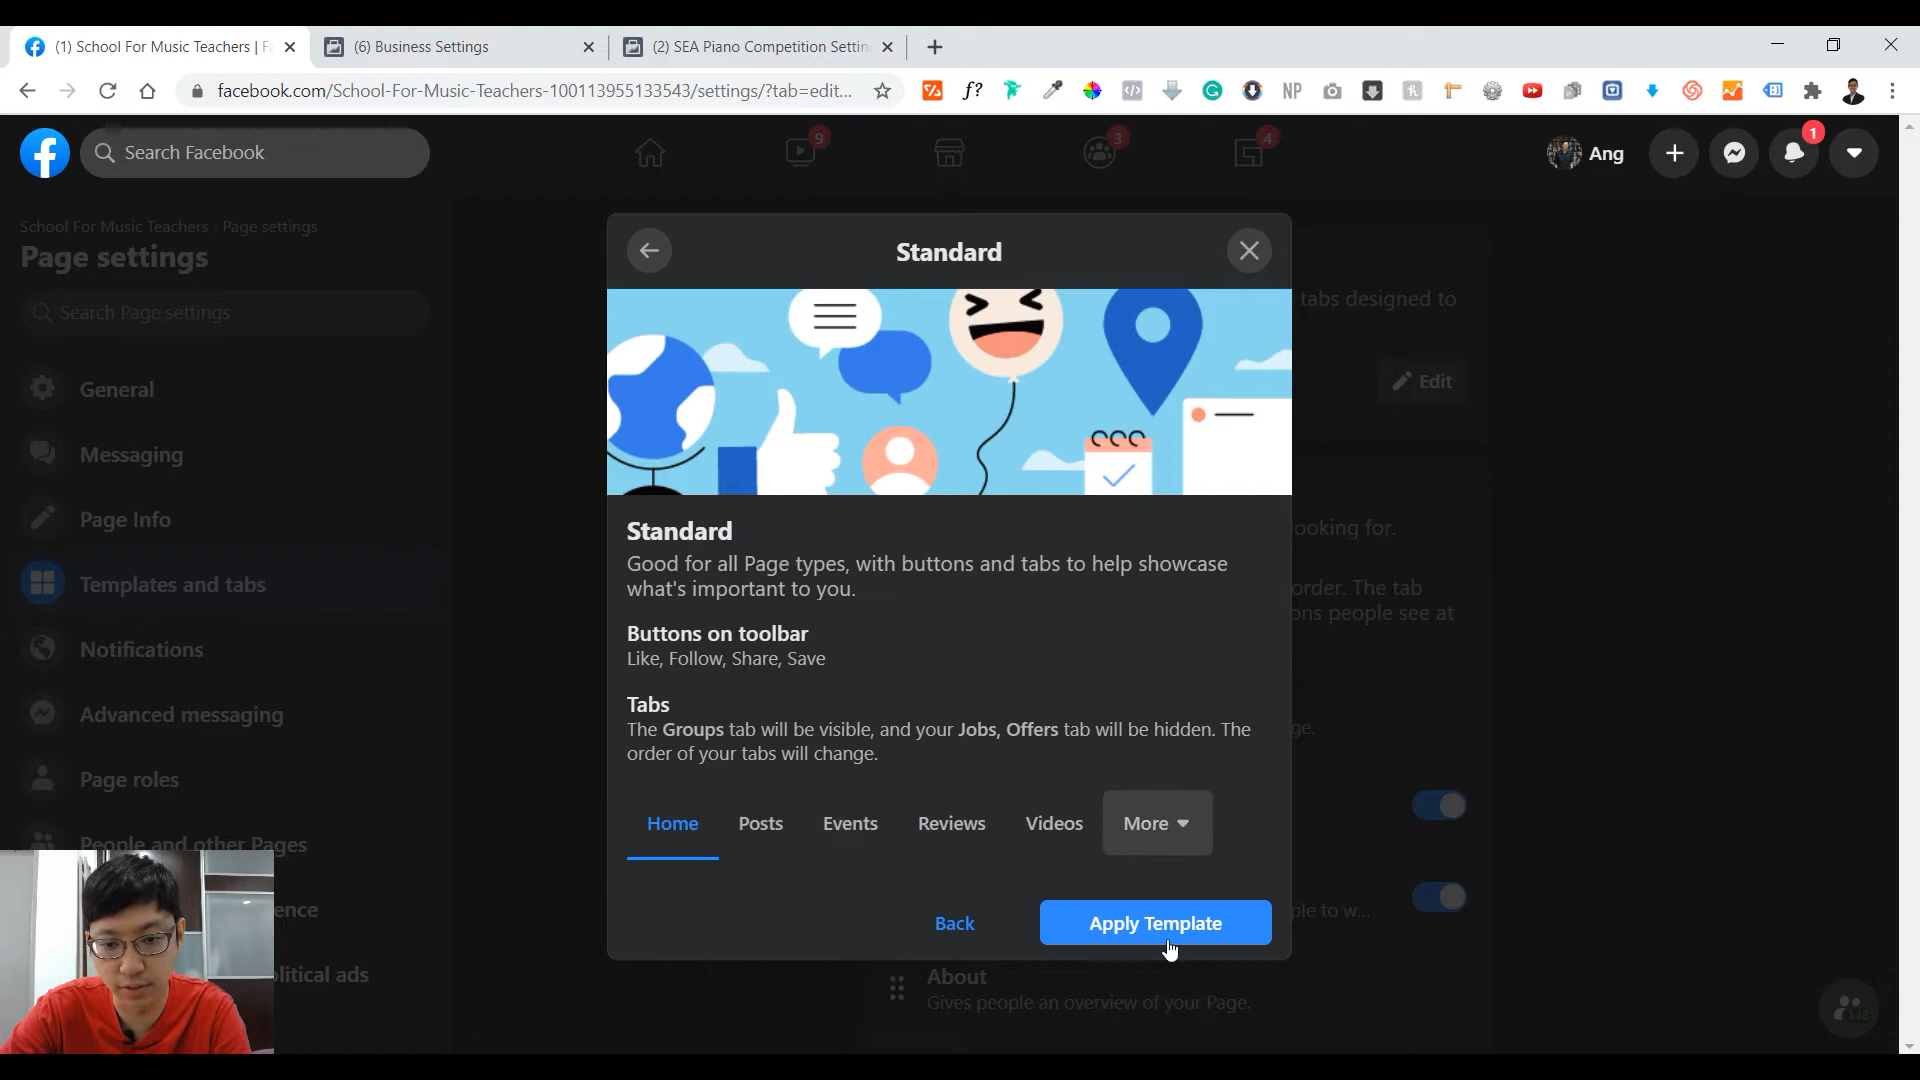 (1) School For Music Teachers | F
(6) Business Settings
(2) SEA Piano Competition Settin
facebook.com/School-For-Music-Teachers-100113955133543/settings/?tab=edit...
f?
NP
Search Facebook
9
3
4
Ang
1
School For Music Teachers · Page settings
Page settings
Search Page settings
General
Messaging
Page Info
Templates and tabs
Notifications
Advanced messaging
Page roles
People and other Pages
ence
olitical ads
Standard
tabs designed to
Edit
Standard
Good for all Page types, with buttons and tabs to help showcase
what's important to you.
ooking for.
order. The tab
ons people see at
Buttons on toolbar
Like, Follow, Share, Save
Tabs
The Groups tab will be visible, and your Jobs, Offers tab will be hidden. The
order of your tabs will change.
ge.
Home Posts Events Reviews Videos More
Back Apply Template
ple to w...
About
Gives people an overview of your Page.